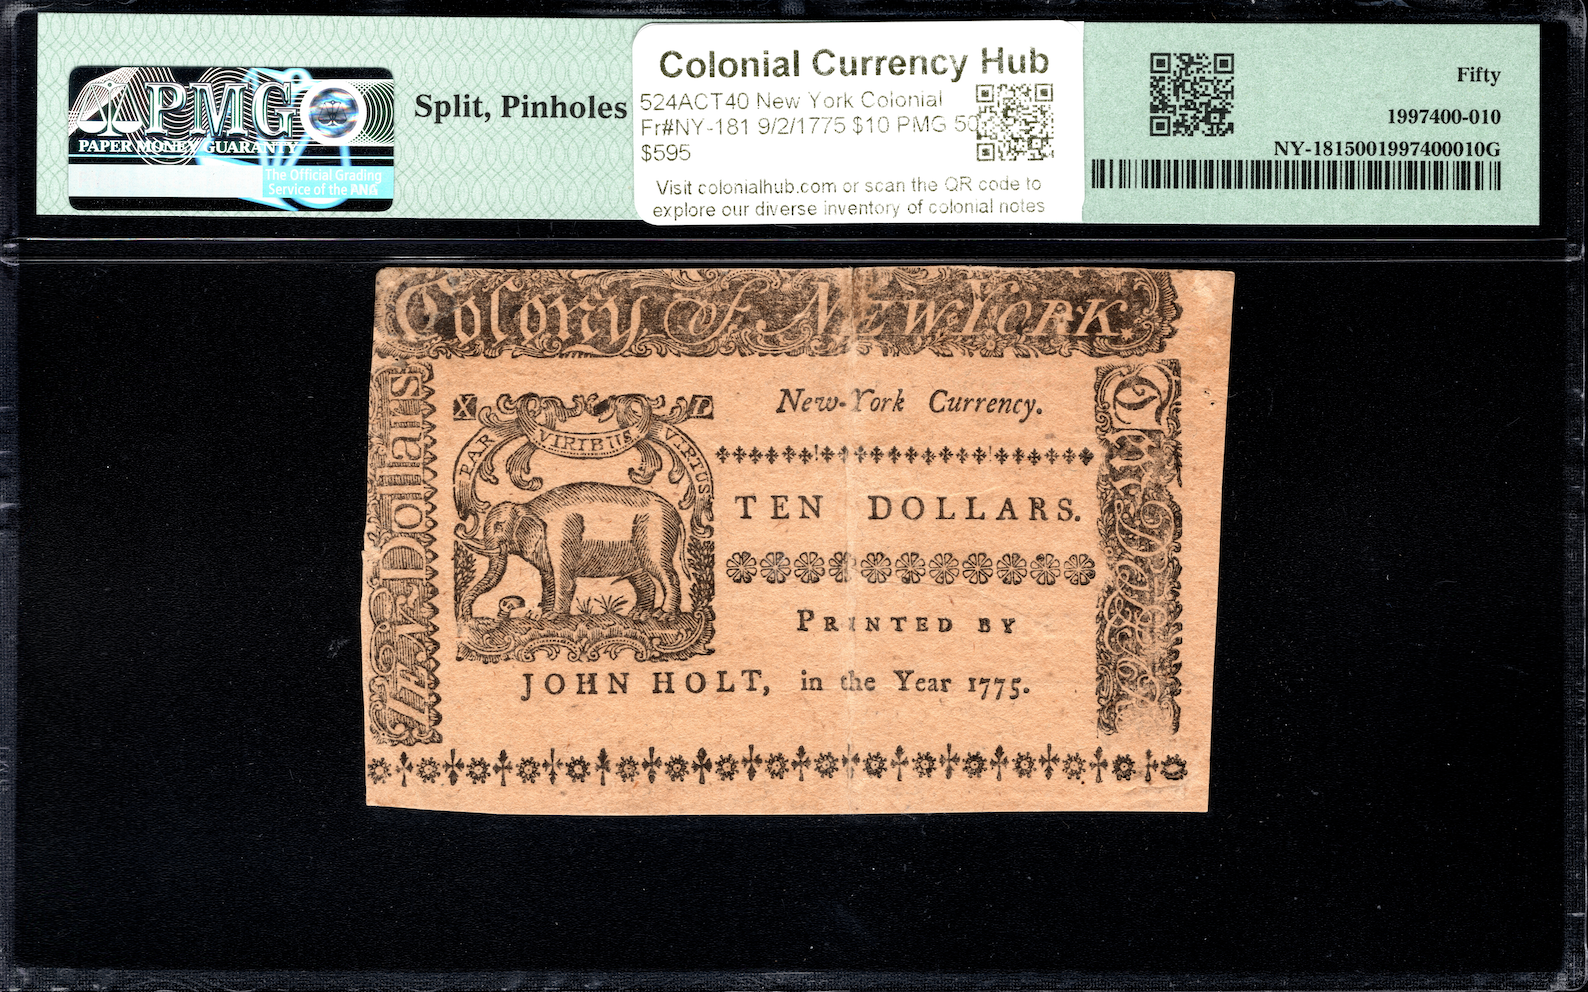 PMG
PAPER MONEY GUARANTY
The Official Grading
Service of the ANA
Split, Pinholes
Colonial Currency Hub
524ACT40 New York Colonial
Fr#NY-181 9/2/1775 $10 PMG 50
$595
Visit colonialhub.com or scan the QR code to
explore our diverse inventory of colonial notes
Fifty
1997400-010
NY-1815001997400010G
Colony of New York.
Ten Dollars
X P
PAR VIRIBUS VIRTUS
New-York Currency.
TEN DOLLARS.
PRINTED BY
JOHN HOLT, in the Year 1775.